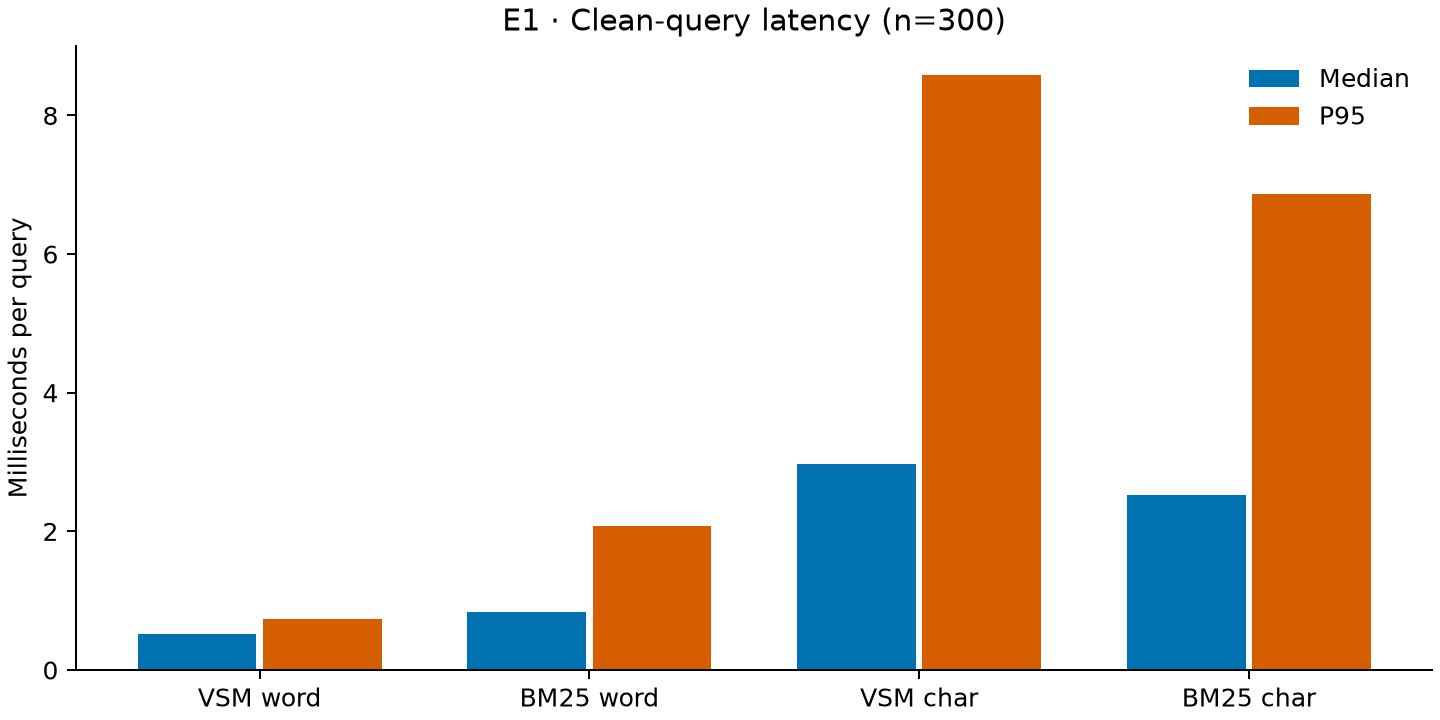 E1 · Clean-query latency (n=300)
Median
P95
Milliseconds per query
8
6
4
2
0
VSM word
BM25 word
VSM char
BM25 char